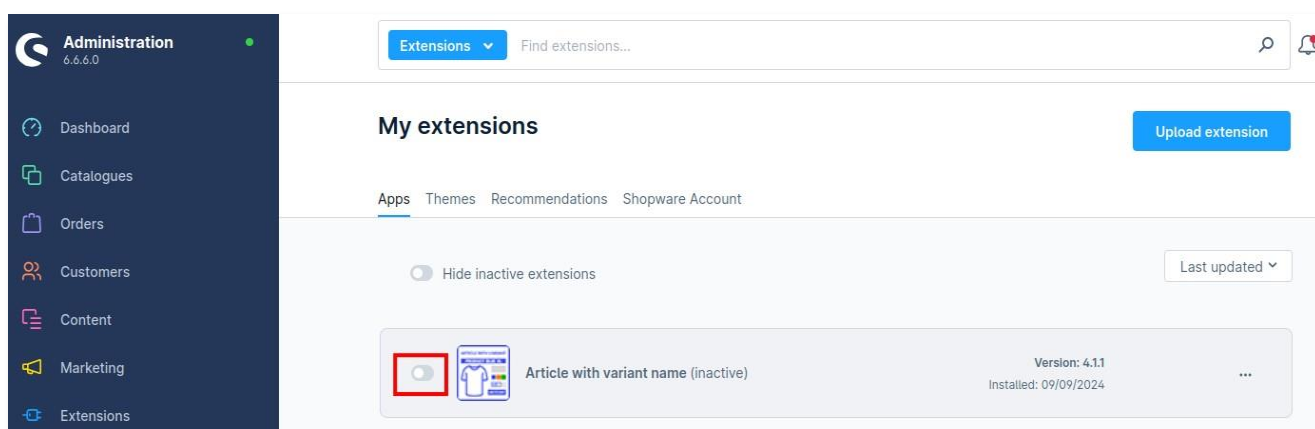 Administration
6.6.6.0
Extensions
Find extensions...
Dashboard
My extensions
Upload extension
Catalogues
Apps Themes Recommendations Shopware Account
Orders
Customers
Hide inactive extensions
Last updated
Content
Marketing
Article with variant name (inactive)
Version: 4.1.1
Installed: 09/09/2024
Extensions